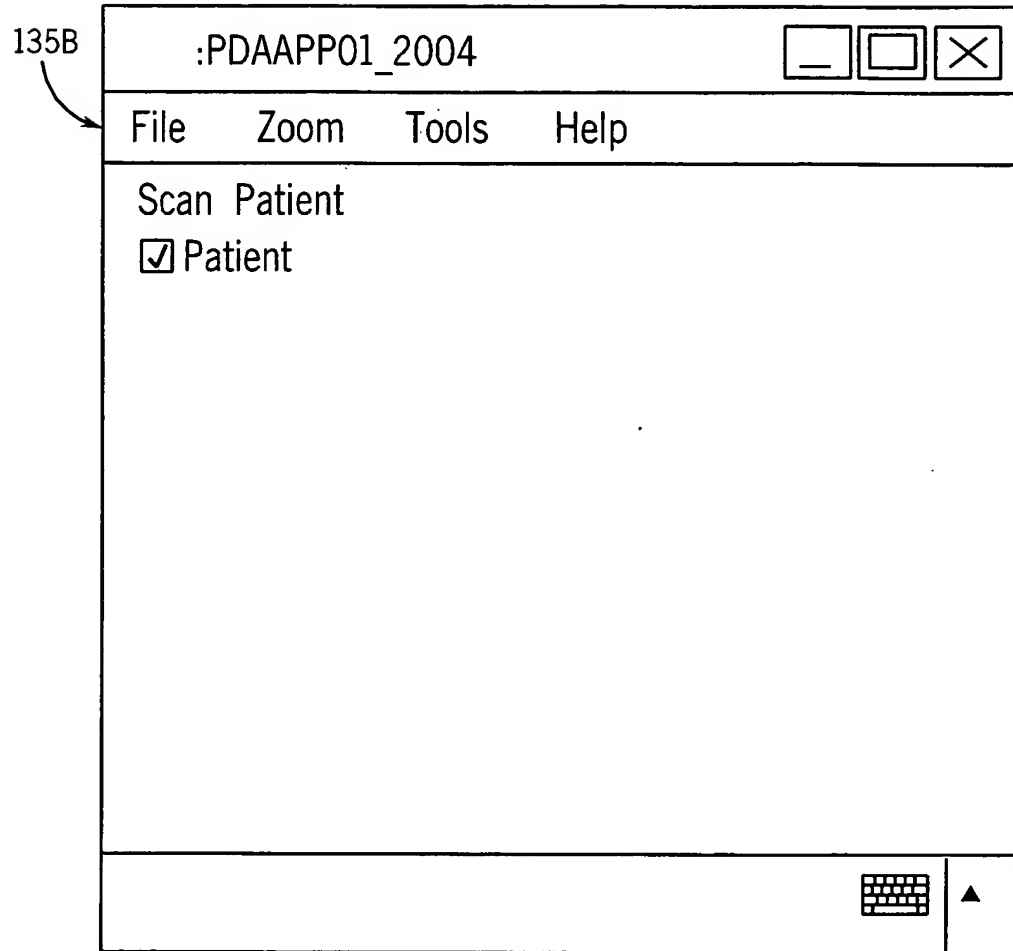 135B
:PDAAPP01_2004
File Zoom Tools Help
Scan Patient
Patient